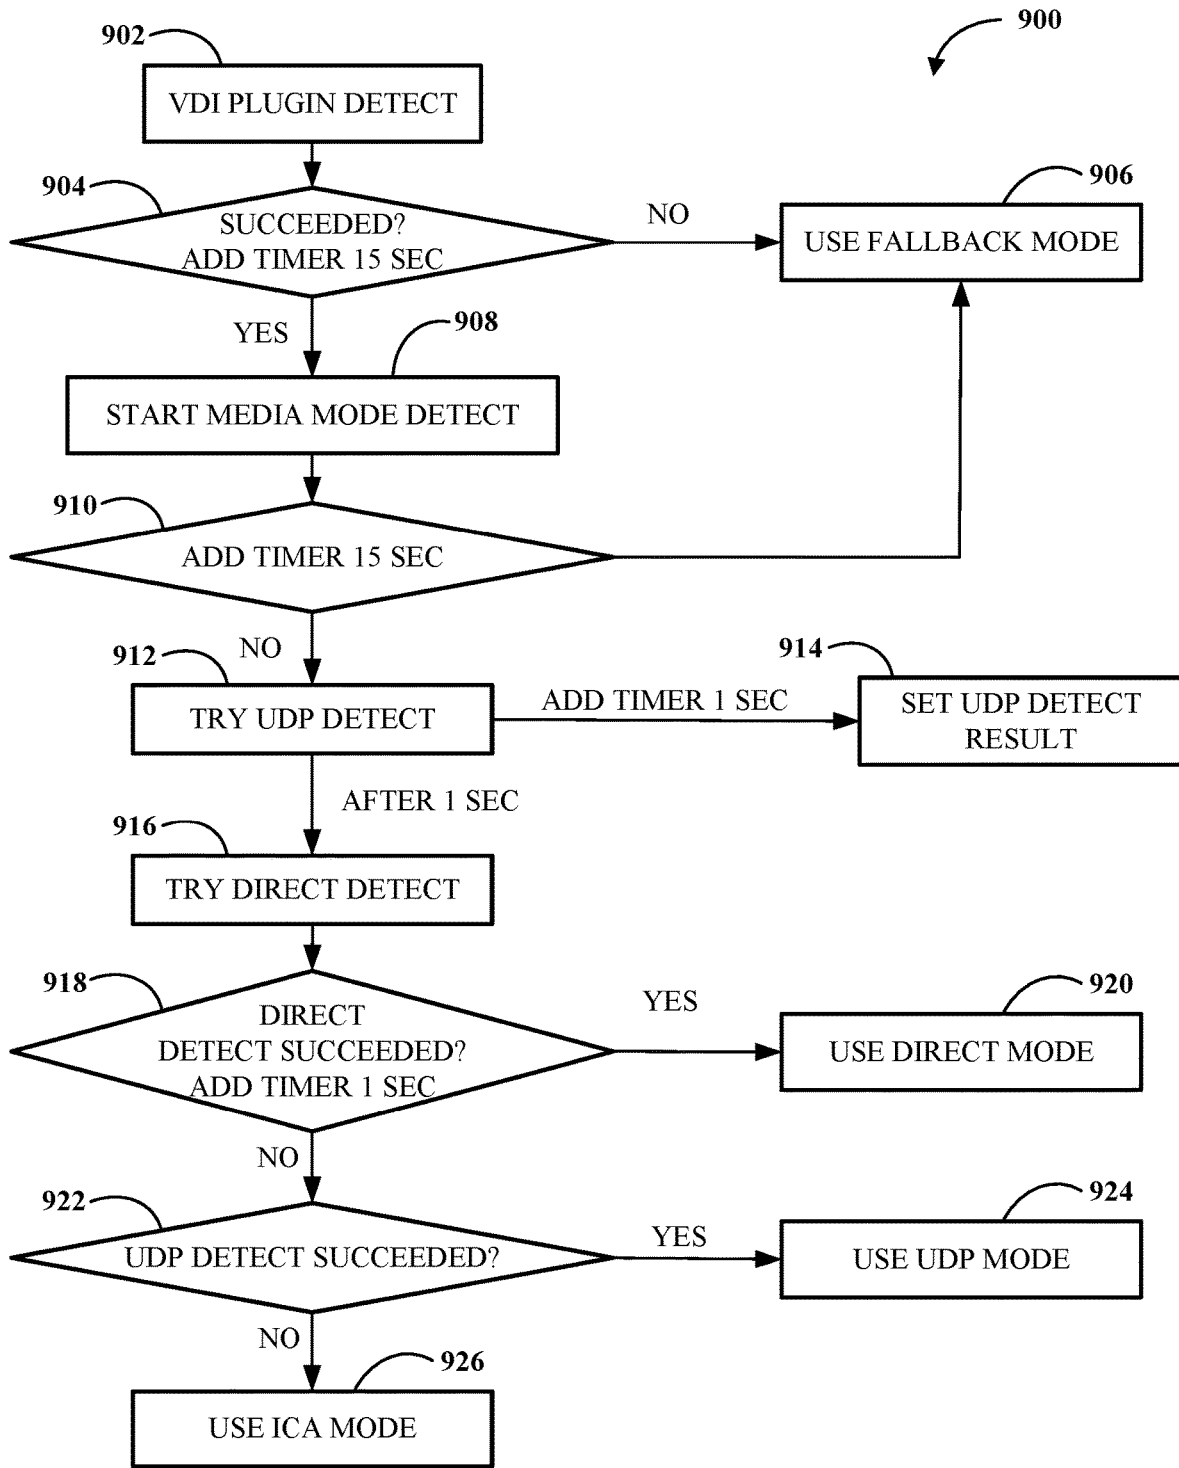 900
902
VDI PLUGIN DETECT
904
SUCCEEDED?
ADD TIMER 15 SEC
NO
906
USE FALLBACK MODE
YES
908
START MEDIA MODE DETECT
910
ADD TIMER 15 SEC
NO
912
TRY UDP DETECT
ADD TIMER 1 SEC
914
SET UDP DETECT
RESULT
AFTER 1 SEC
916
TRY DIRECT DETECT
918
DIRECT
DETECT SUCCEEDED?
ADD TIMER 1 SEC
YES
920
USE DIRECT MODE
NO
922
UDP DETECT SUCCEEDED?
YES
924
USE UDP MODE
NO
926
USE ICA MODE